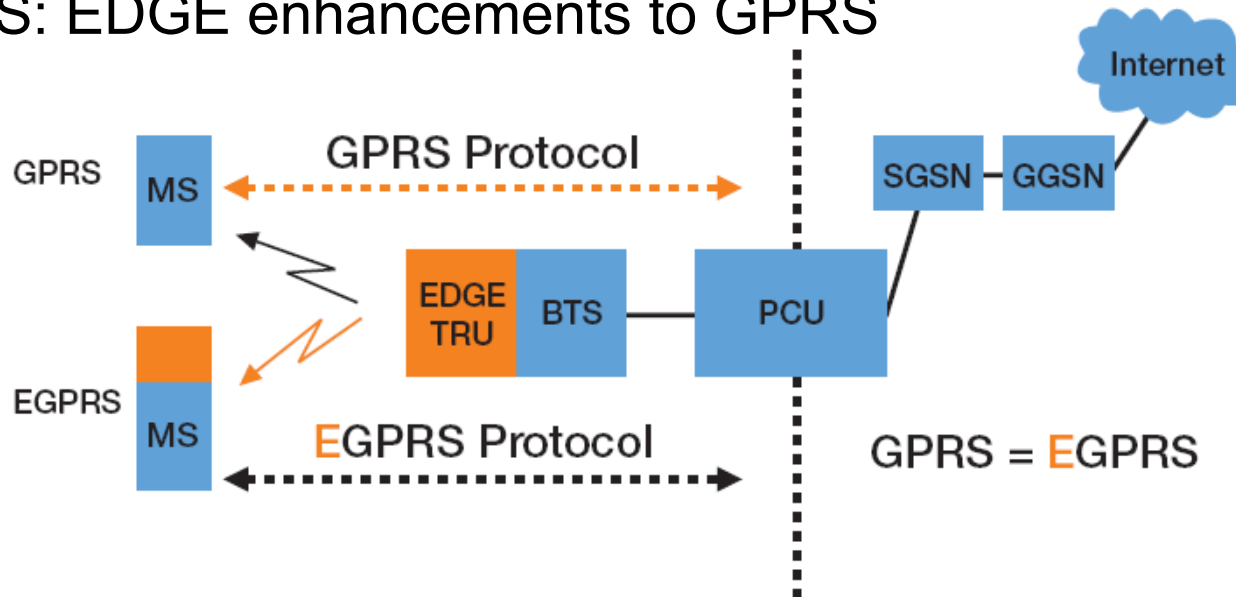 S: EDGE enhancements to GPRS
Internet
GPRS
MS
GPRS Protocol
SGSN
GGSN
EDGE
TRU
BTS
PCU
EGPRS
MS
EGPRS Protocol
GPRS = EGPRS